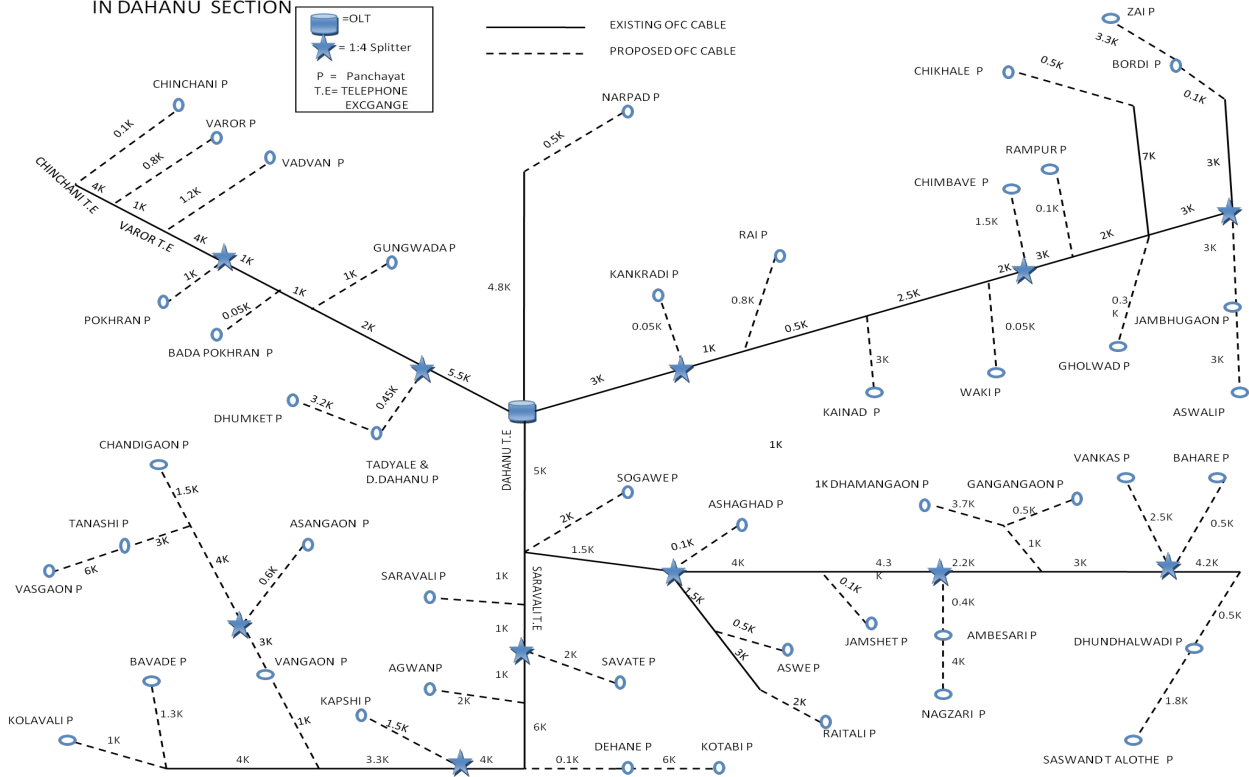 IN DAHANU SECTION
=OLT
= 1:4 Splitter
P = Panchayat
T.E= TELEPHONE
EXCGANGE
EXISTING OFC CABLE
PROPOSED OFC CABLE
ZAI P
3.3K
BORDI P
0.1K
CHIKHALE P
0.5K
7K
3K
CHINCHANI P
0.1K
VAROR P
0.8K
VADVAN P
1.2K
CHINCHANI T.E
4K
1K
VAROR T.E
4K
1K
POKHRAN P
1K
BADA POKHRAN P
0.05K
1K
GUNGWADA P
1K
2K
5.5K
DHUMKET P
3.2K
0.45K
TADYALE &
D.DAHANU P
NARPAD P
0.5K
4.8K
RAI P
0.8K
KANKRADI P
0.05K
3K
1K
0.5K
2.5K
KAINAD P
3K
WAKI P
0.05K
2K
3K
2K
3K
CHIMBAVE P
1.5K
RAMPUR P
0.1K
GHOLWAD P
0.3
K
3K
JAMBHUGAON P
3K
ASWALIP
DAHANU T.E
5K
1K
CHANDIGAON P
1.5K
TANASHI P
3K
6K
VASGAON P
4K
ASANGAON P
0.6K
3K
VANGAON P
1K
BAVADE P
1.3K
KOLAVALI P
1K
4K
3.3K
4K
KAPSHI P
1.5K
AGWANP
2K
SARAVALI P
1K
SARAVALI T.E
1K
1K
2K
SAVATE P
6K
DEHANE P
0.1K
KOTABI P
6K
SOGAWE P
2K
1.5K
ASHAGHAD P
0.1K
4K
4.3
K
2.2K
3K
4.2K
1.5K
0.5K
ASWE P
3K
2K
RAITALI P
0.1K
JAMSHET P
0.4K
AMBESARI P
4K
NAGZARI P
1K DHAMANGAON P
3.7K
GANGANGAON P
0.5K
1K
VANKAS P
2.5K
BAHARE P
0.5K
0.5K
DHUNDHALWADI P
1.8K
SASWAND T ALOTHE P